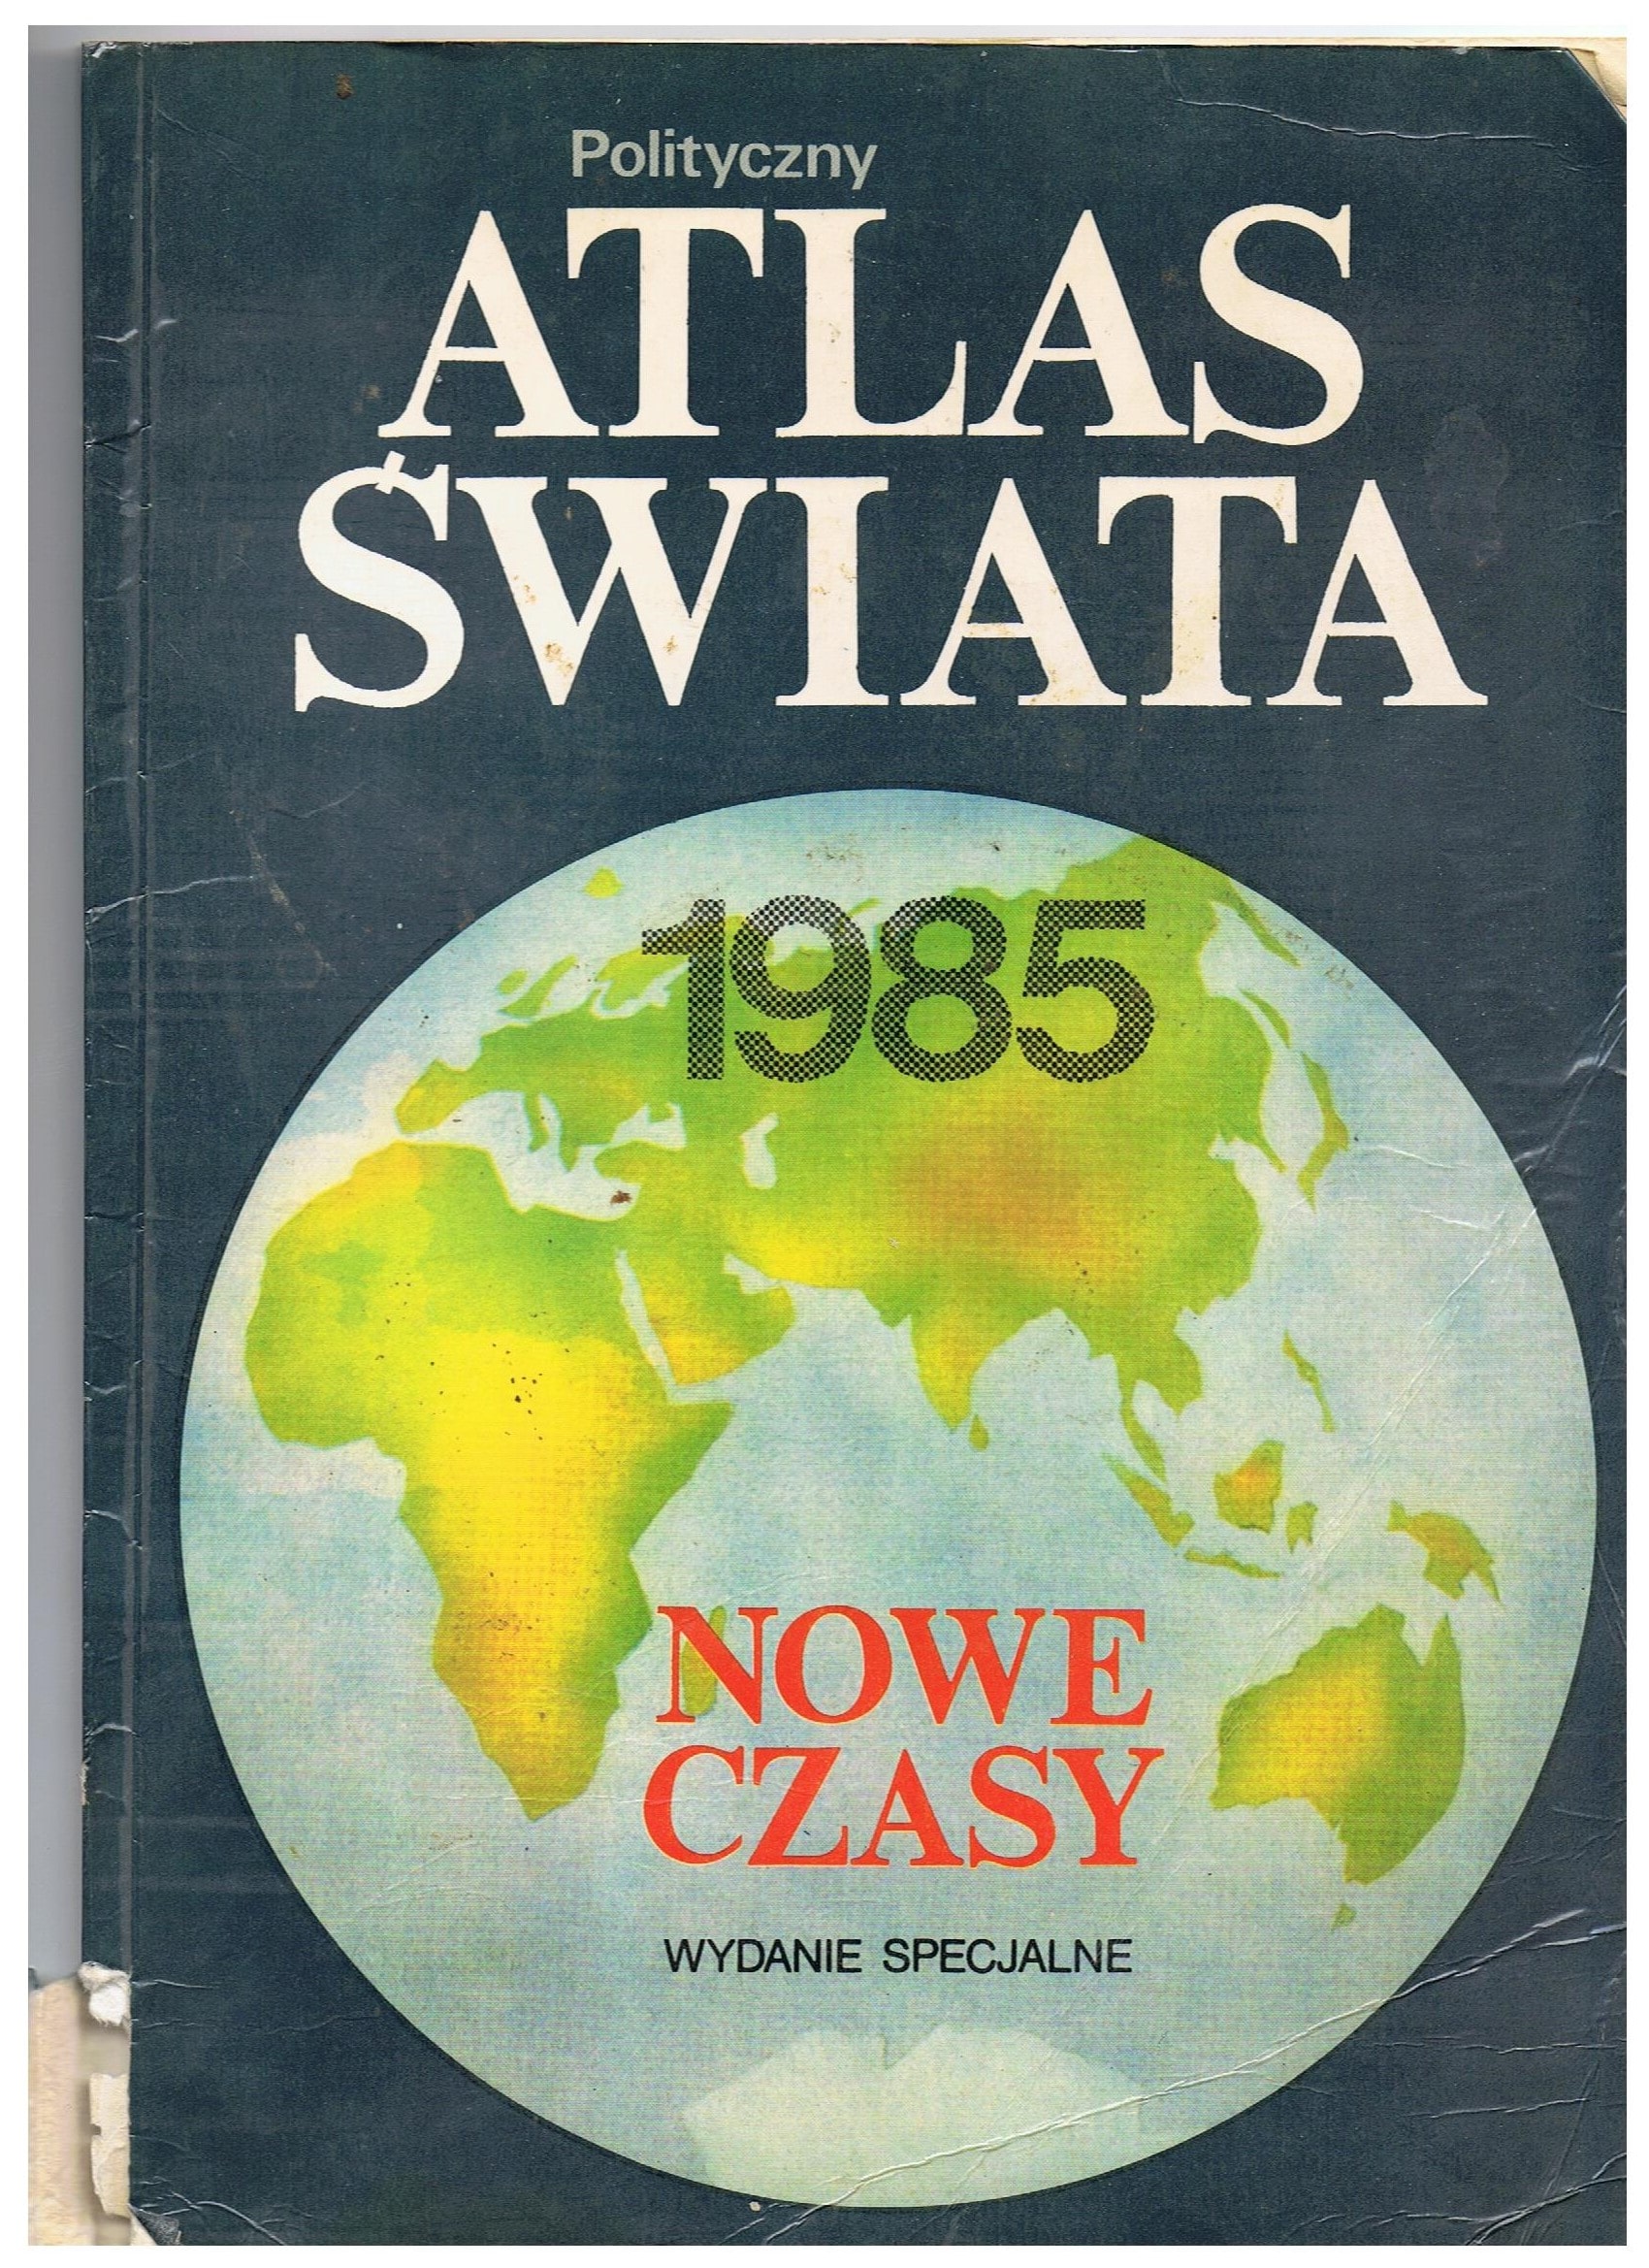 Polityczny
ATLAS
ŚWIATA
1985
NOWE
CZASY
WYDANIE SPECJALNE